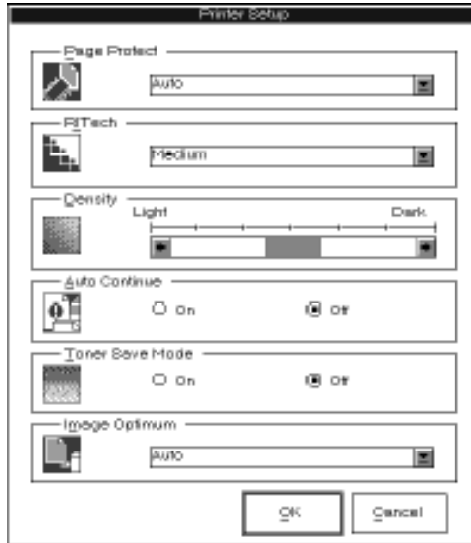 Printer Setup
Page Protect
Auto
RITech
Medium
Density
Light Dark
Auto Continue
On Off
Toner Save Mode
On Off
Image Optimum
Auto
OK Cancel